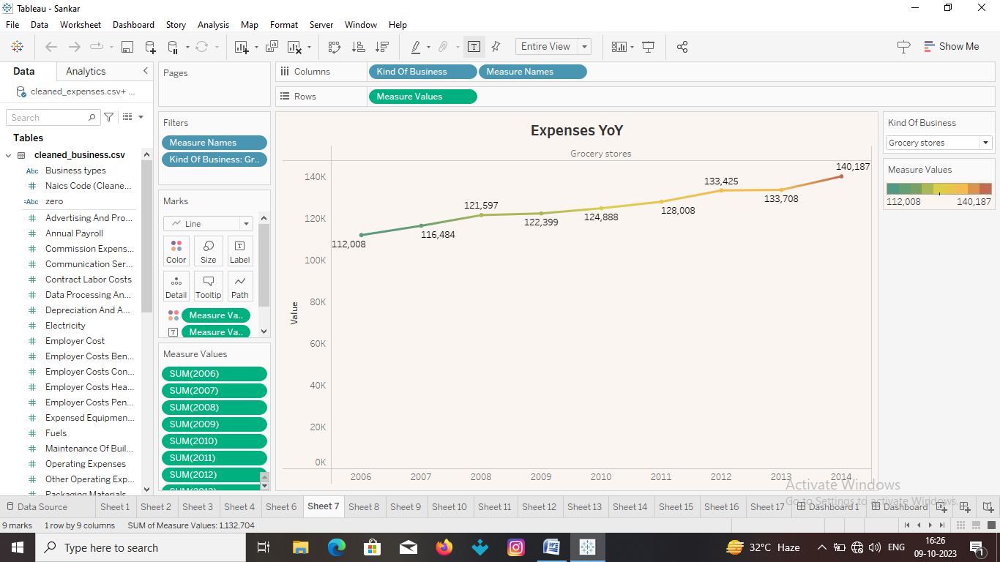 Tableau - Sankar
File Data Worksheet Dashboard Story Analysis Map Format Server Window Help
Entire View
Show Me
Data Analytics
cleaned_expenses.csv+ ...
Search
Tables
cleaned_business.csv
Abc Business types
Naics Code (Cleane...
=Abc zero
Advertising And Pro...
Annual Payroll
Commission Expens...
Communication Ser...
Contract Labor Costs
Data Processing An...
Depreciation And A...
Electricity
Employer Cost
Employer Costs Ben...
Employer Costs Con...
Employer Costs Hea...
Employer Costs Pen...
Expensed Equipmen...
Fuels
Maintenance Of Buil...
Operating Expenses
Other Operating Exp...
Packaging Materials
Pages
Filters
Measure Names
Kind Of Business: Gr..
Marks
Line
Color Size Label
Detail Tooltip Path
Measure Va..
Measure Va..
Measure Values
SUM(2006)
SUM(2007)
SUM(2008)
SUM(2009)
SUM(2010)
SUM(2011)
SUM(2012)
SUM(2013)
Columns Kind Of Business Measure Names
Rows Measure Values
Expenses YoY
Grocery stores
140K
120K
100K
80K
60K
40K
20K
0K
Value
112,008
116,484
121,597
122,399
124,888
128,008
133,425
133,708
140,187
2006 2007 2008 2009 2010 2011 2012 2013 2014
Kind Of Business
Grocery stores
Measure Values
112,008 140,187
Activate Windows
Go to Settings to activate Windows.
Data Source Sheet 1 Sheet 2 Sheet 3 Sheet 4 Sheet 6 Sheet 7 Sheet 8 Sheet 9 Sheet 10 Sheet 11 Sheet 12 Sheet 13 Sheet 14 Sheet 15 Sheet 16 Sheet 17 Dashboard 1 Dashboard
9 marks 1 row by 9 columns SUM of Measure Values: 1,132,704
Type here to search
32°C Haze
ENG
16:26
09-10-2023
1